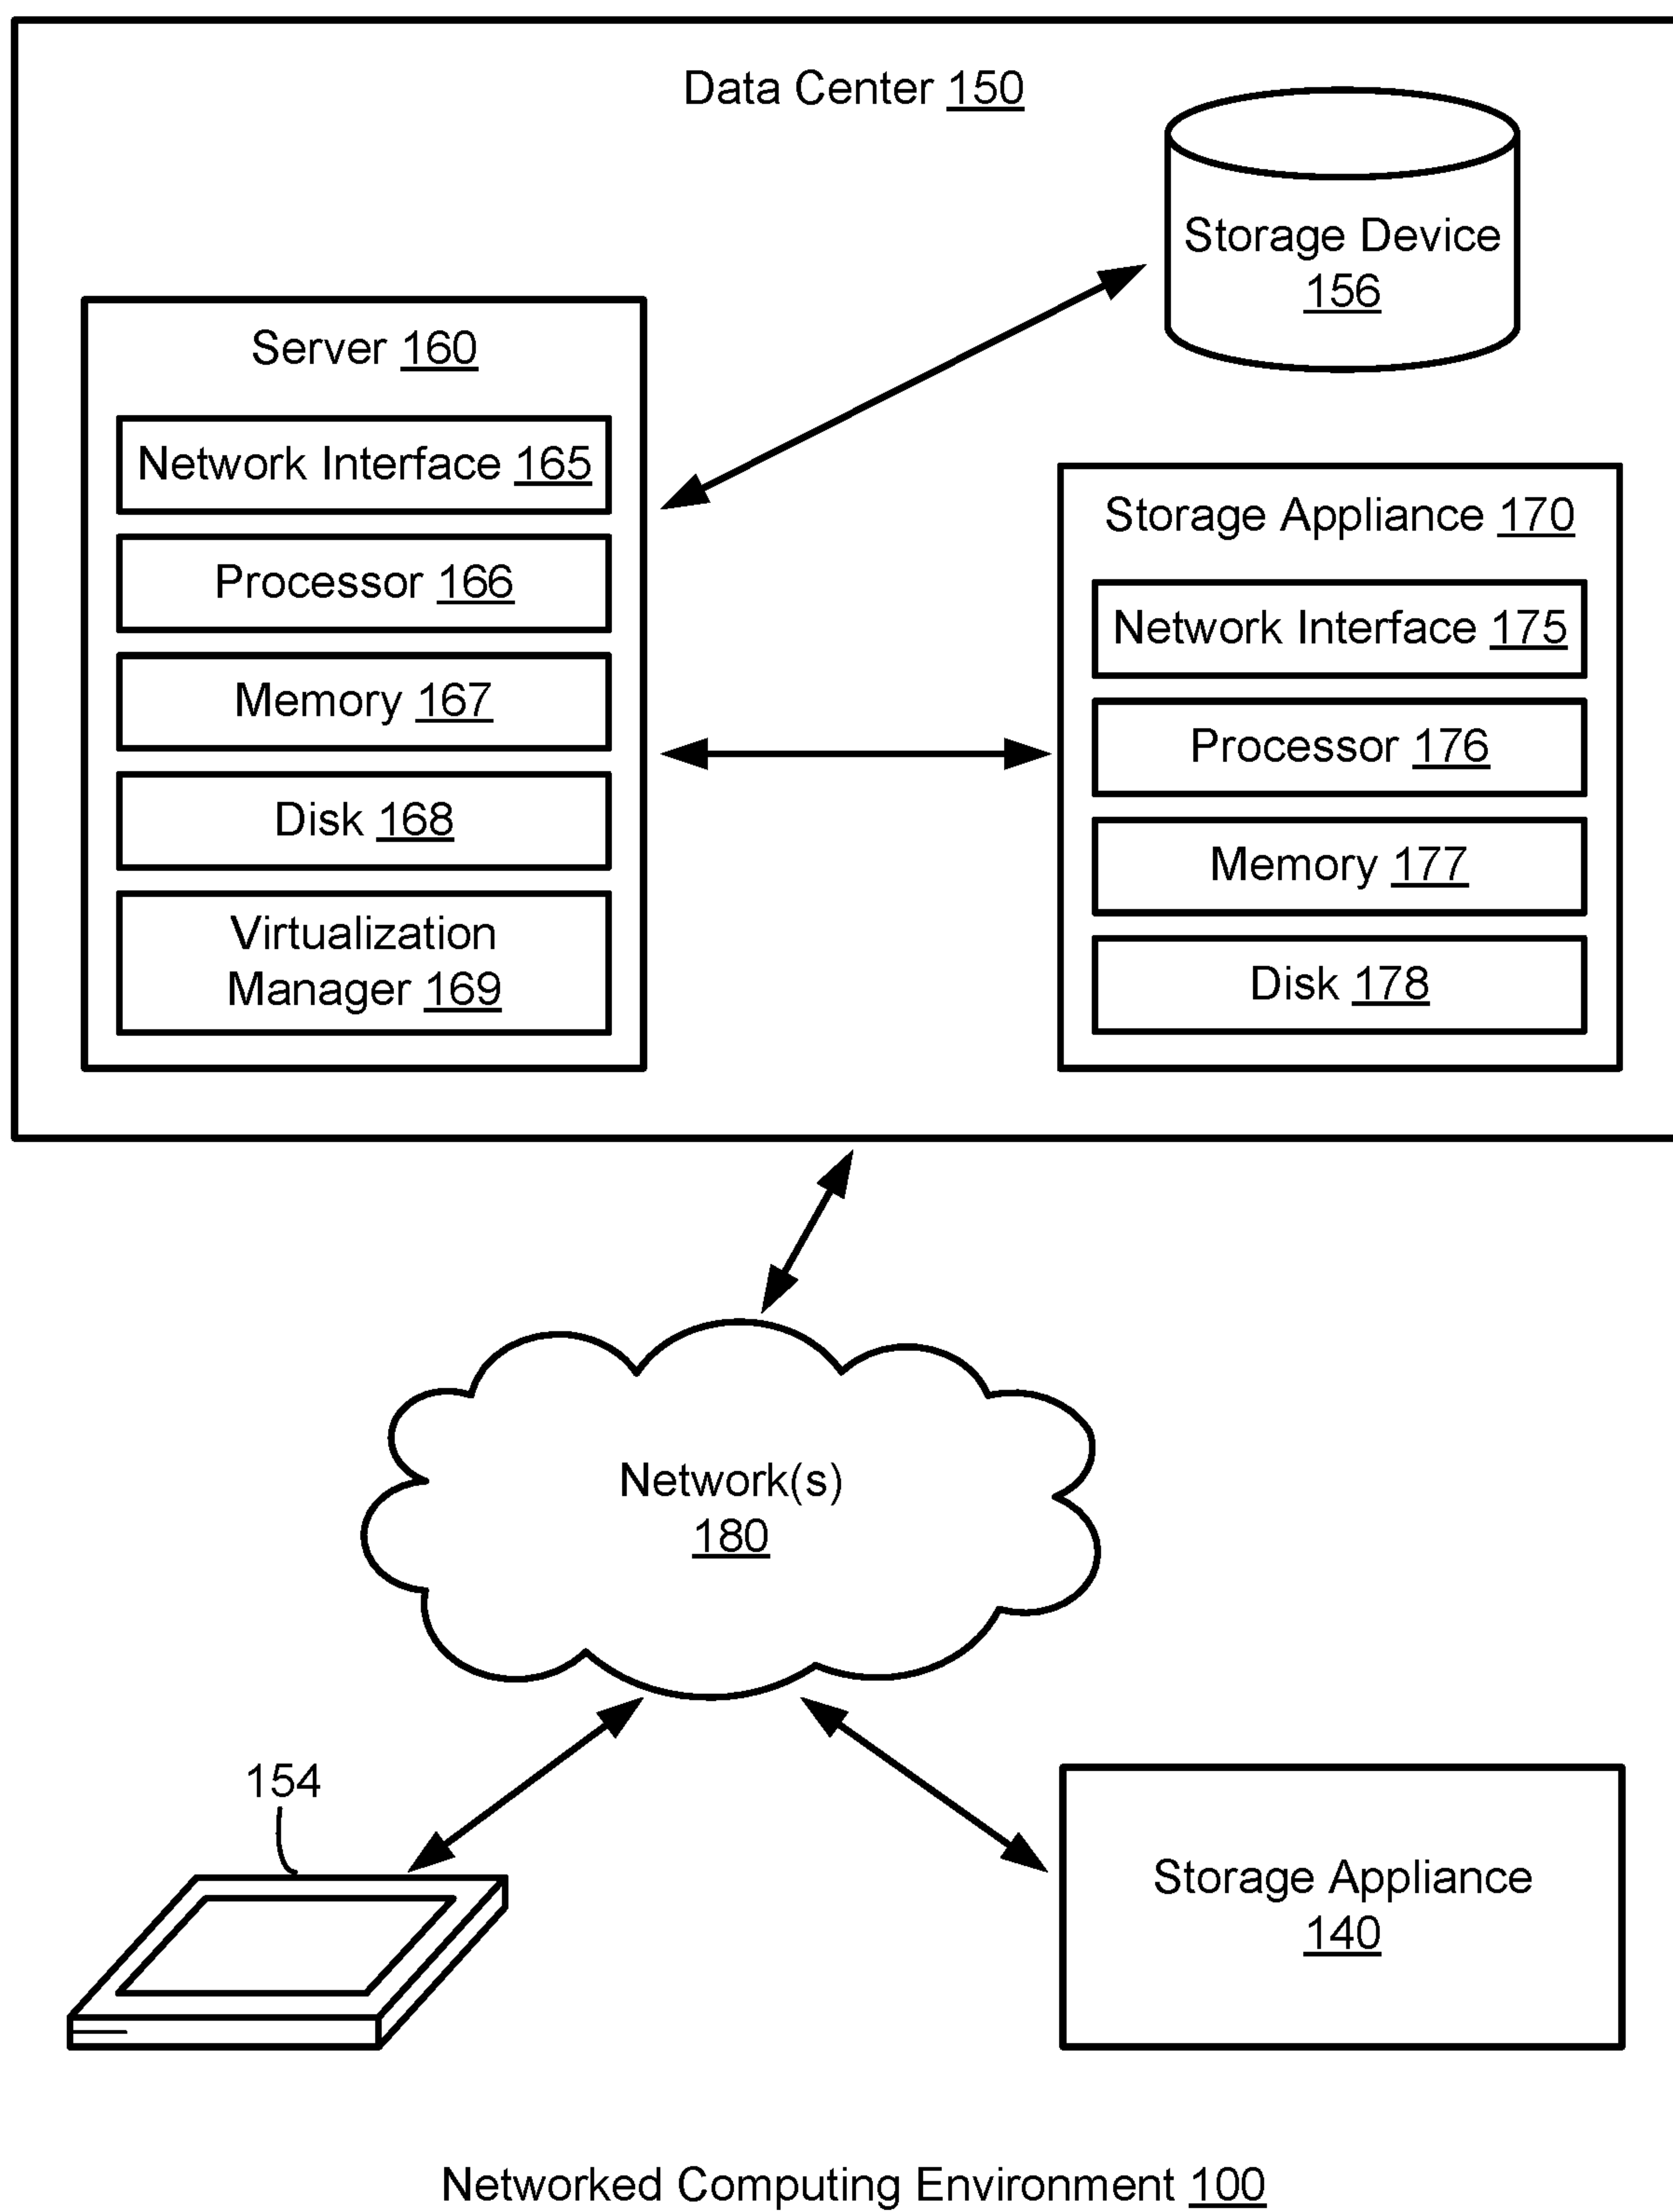 Data Center 150
Storage Device
156
Server 160
Network Interface 165
Processor 166
Memory 167
Disk 168
Virtualization
Manager 169
Storage Appliance 170
Network Interface 175
Processor 176
Memory 177
Disk 178
Network(s)
180
154
Storage Appliance
140
Networked Computing Environment 100